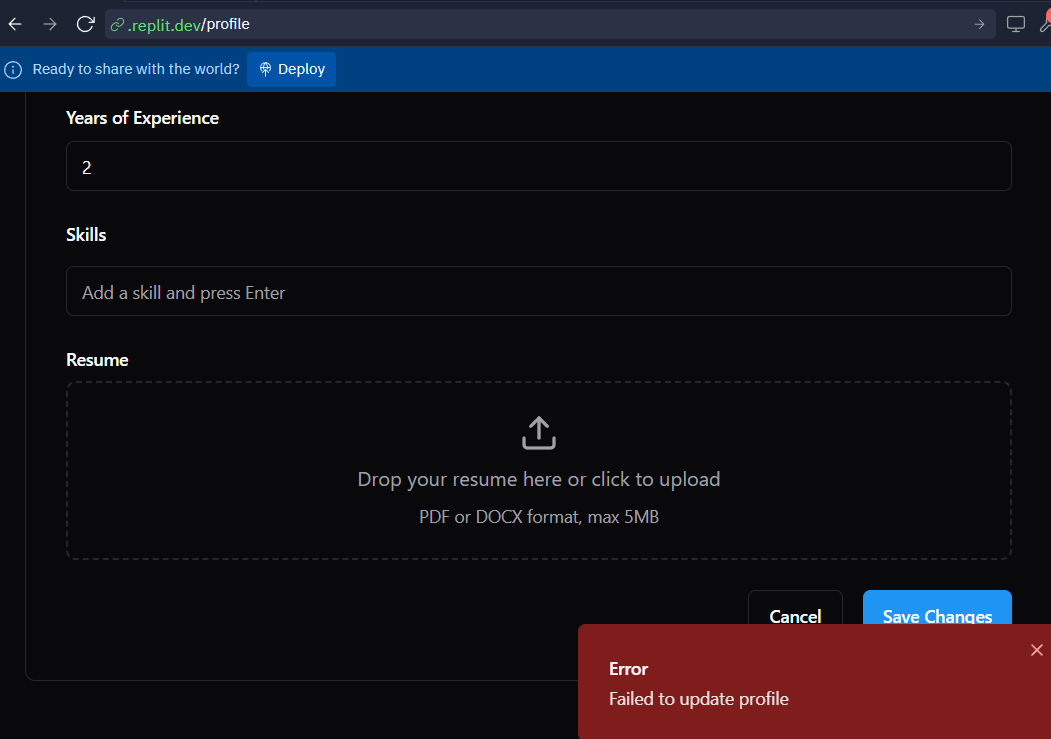 .replit.dev/profile
Ready to share with the world?
Deploy
Years of Experience
2
Skills
Add a skill and press Enter
Resume
Drop your resume here or click to upload
PDF or DOCX format, max 5MB
Cancel
Save Changes
Error
Failed to update profile